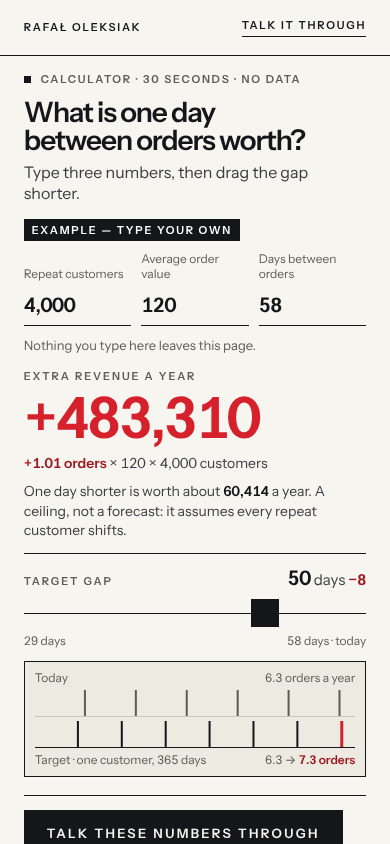 RAFAŁ OLEKSIAK
TALK IT THROUGH
CALCULATOR · 30 SECONDS · NO DATA
What is one day
between orders worth?
Type three numbers, then drag the gap
shorter.
EXAMPLE — TYPE YOUR OWN
Repeat customers
Average order
value
Days between
orders
4,000
120
58
Nothing you type here leaves this page.
EXTRA REVENUE A YEAR
+483,310
+1.01 orders × 120 × 4,000 customers
One day shorter is worth about 60,414 a year. A
ceiling, not a forecast: it assumes every repeat
customer shifts.
TARGET GAP
50 days −8
29 days
58 days · today
Today
6.3 orders a year
Target · one customer, 365 days
6.3 → 7.3 orders
TALK THESE NUMBERS THROUGH